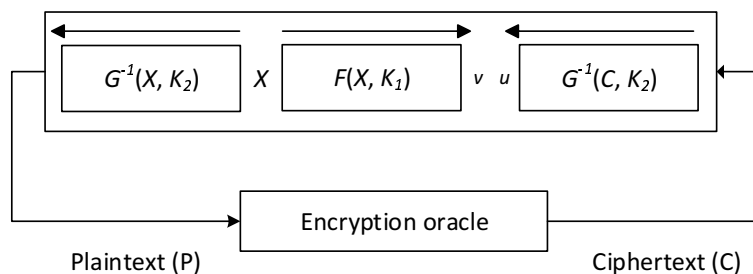 G⁻¹(X, K₂) X F(X, K₁) v u G⁻¹(C, K₂)
Encryption oracle
Plaintext (P) Ciphertext (C)